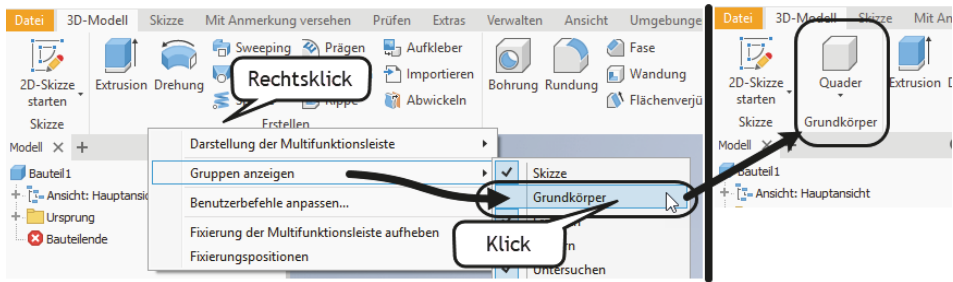 Datei 3D-Modell Skizze Mit Anmerkung versehen Prüfen Extras Verwalten Ansicht Umgebunge
Sweeping Prägen Aufkleber Fase
Importieren Wandung
2D-Skizze starten Extrusion Drehung Abwickeln Bohrung Rundung Flächenverjü
Rechtsklick
Skizze Erstellen
Modell × +
Bauteil1
Ansicht: Hauptansic
Ursprung
Bauteilende
Darstellung der Multifunktionsleiste
Gruppen anzeigen
Benutzerbefehle anpassen...
Fixierung der Multifunktionsleiste aufheben
Fixierungspositionen
Skizze
Grundkörper
Klick
Untersuchen
Datei 3D-Modell Skizze Mit An
2D-Skizze starten Quader Extrusion D
Skizze Grundkörper
Modell × +
Bauteil1
Ansicht: Hauptansicht